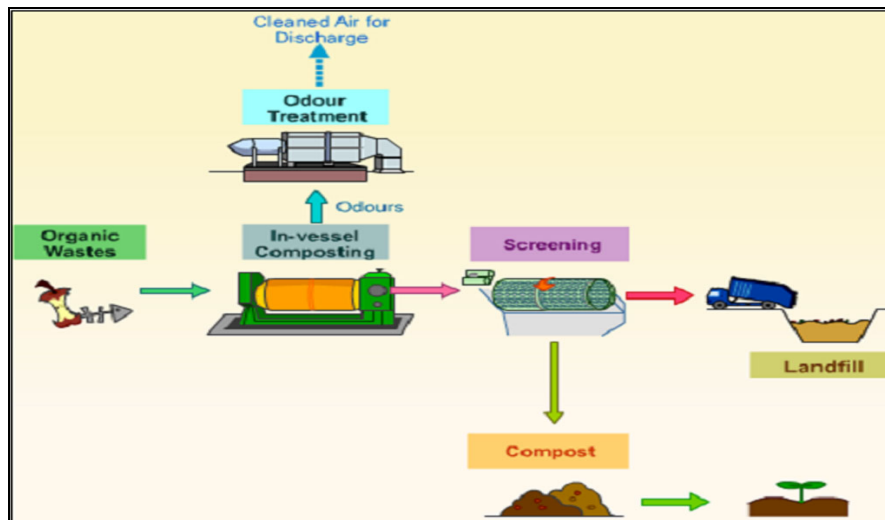 Cleaned Air for
Discharge
Odour
Treatment
Odours
Organic
Wastes
In-vessel
Composting
Screening
Landfill
Compost